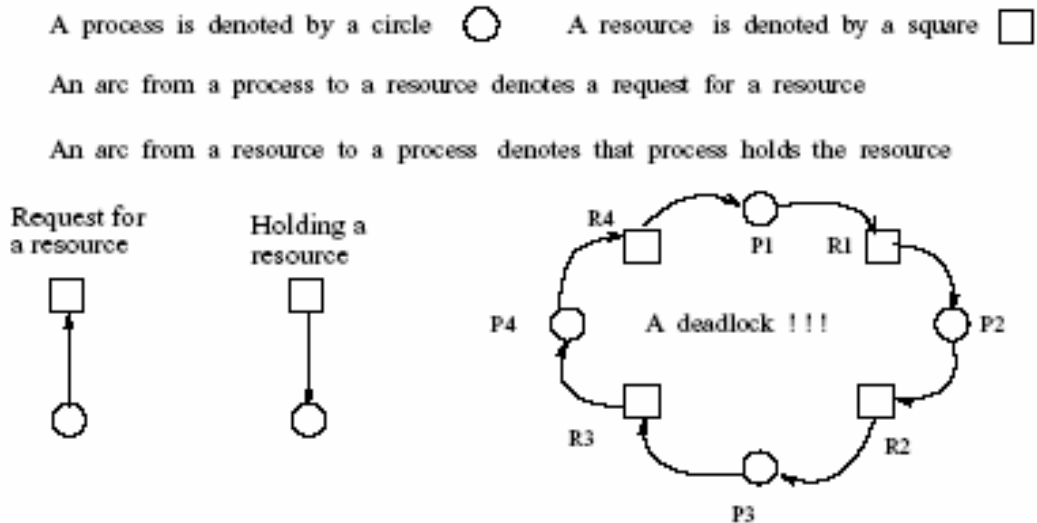 A process is denoted by a circle
A resource is denoted by a square
An arc from a process to a resource denotes a request for a resource
An arc from a resource to a process denotes that process holds the resource
Request for
a resource
Holding a
resource
R4
P1
R1
P4
A deadlock ! ! !
P2
R3
R2
P3